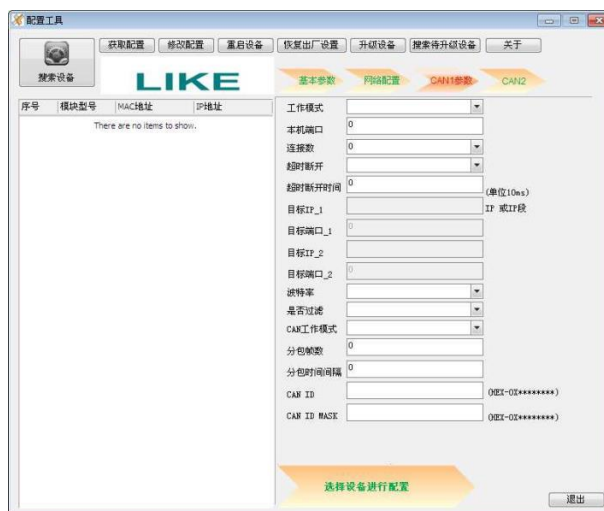 配置工具
获取配置 修改配置 重启设备 恢复出厂设置 升级设备 搜索待升级设备 关于
搜索设备
LIKE
基本参数 网络配置 CAN1参数 CAN2
序号 模块型号 MAC地址 IP地址
There are no items to show.
工作模式
本机端口 0
连接数 0
超时断开
超时断开时间 0 (单位10ms)
目标IP_1 IP 或IP段
目标端口_1 0
目标IP_2
目标端口_2 0
波特率
是否过滤
CAN工作模式
分包帧数 0
分包时间间隔 0
CAN ID (HEX-0X********)
CAN ID MASK (HEX-0X********)
选择设备进行配置
退出